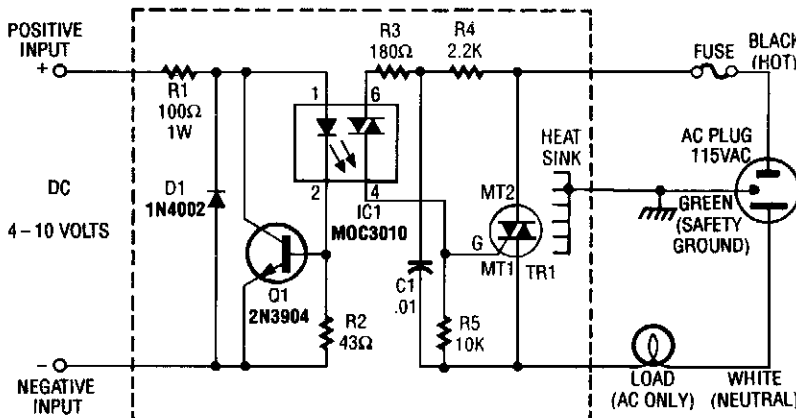 POSITIVE
INPUT
+
R1
100Ω
1W
DC
4–10 VOLTS
D1
1N4002
Q1
2N3904
R2
43Ω
−
NEGATIVE
INPUT
1
6
2
4
IC1
MOC3010
R3
180Ω
R4
2.2K
C1
.01
R5
10K
G
MT2
MT1
TR1
HEAT
SINK
FUSE
BLACK
(HOT)
AC PLUG
115VAC
GREEN
(SAFETY
GROUND)
LOAD
(AC ONLY)
WHITE
(NEUTRAL)